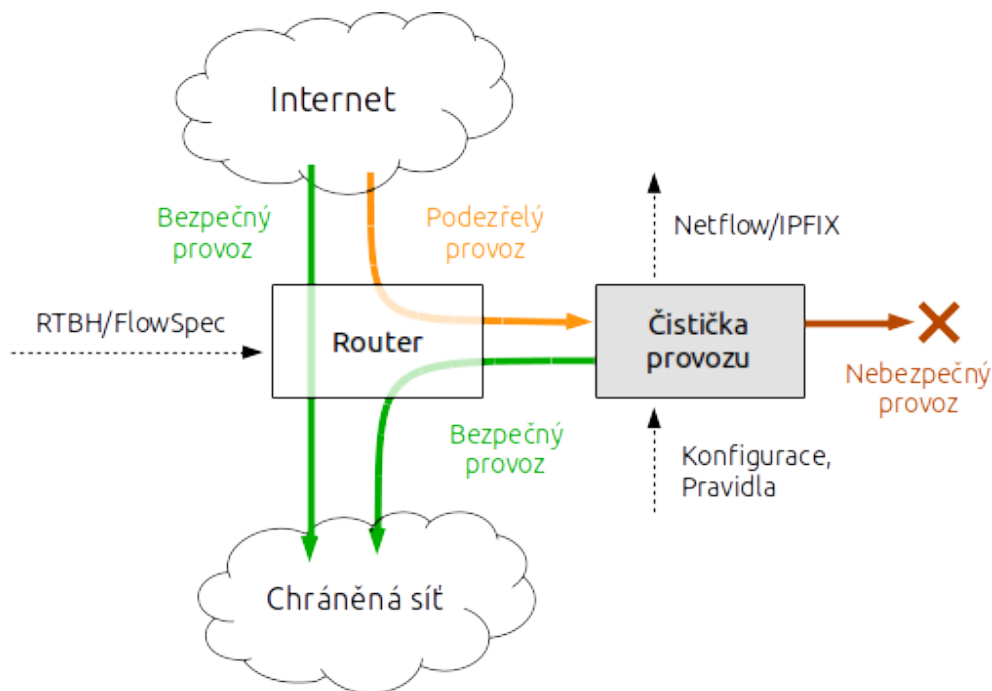 Internet
Bezpečný
provoz
Podezřelý
provoz
Netflow/IPFIX
RTBH/FlowSpec
Router
Čistička
provozu
Nebezpečný
provoz
Bezpečný
provoz
Konfigurace,
Pravidla
Chráněná síť